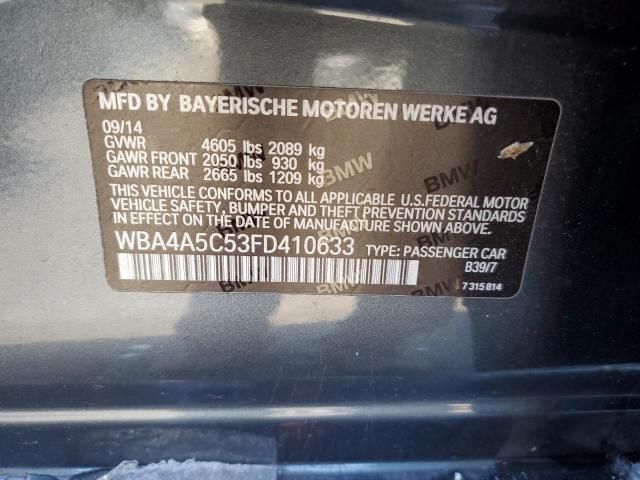 MFD BY BAYERISCHE MOTOREN WERKE AG
09/14
GVWR 4605 lbs 2089 kg
GAWR FRONT 2050 lbs 930 kg
GAWR REAR 2665 lbs 1209 kg
THIS VEHICLE CONFORMS TO ALL APPLICABLE U.S.FEDERAL MOTOR
VEHICLE SAFETY, BUMPER AND THEFT PREVENTION STANDARDS
IN EFFECT ON THE DATE OF MANUFACTURE SHOWN ABOVE.
WBA4A5C53FD410633 TYPE: PASSENGER CAR
B39/7
7 315 814